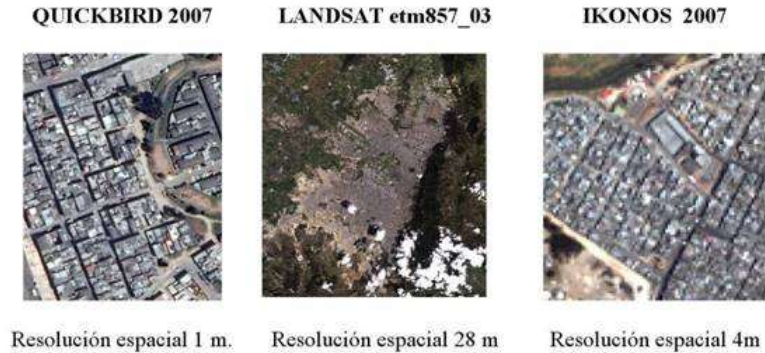 QUICKBIRD 2007
LANDSAT etm857_03
IKONOS 2007
Resolución espacial 1 m.
Resolución espacial 28 m
Resolución espacial 4m